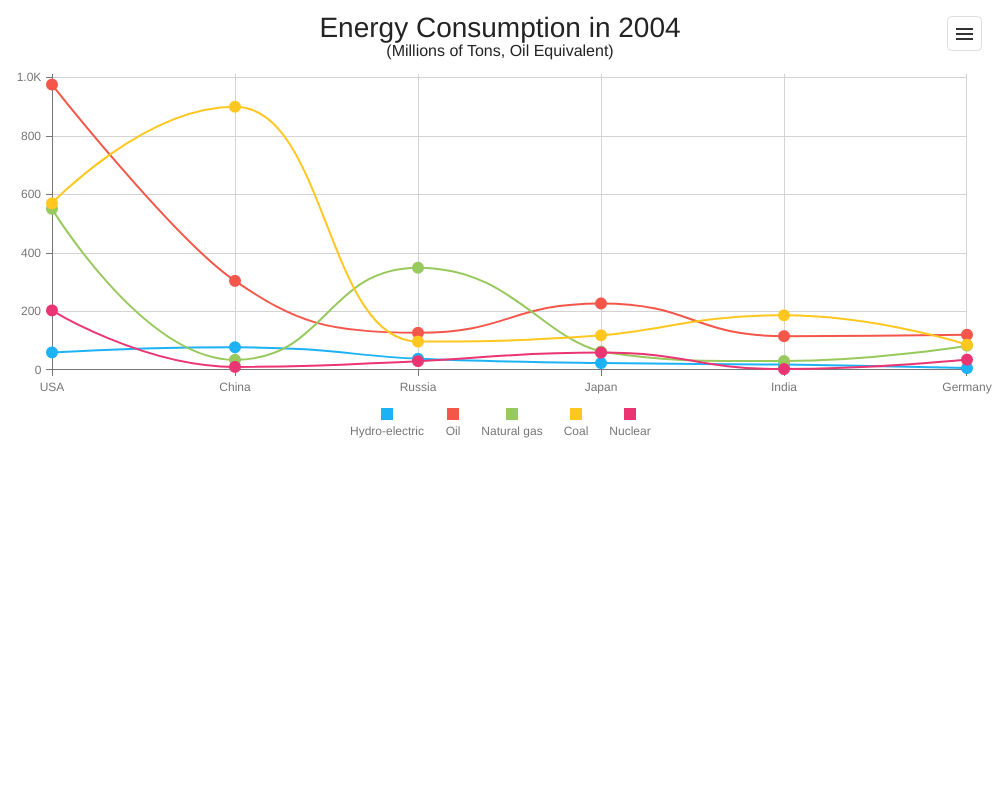 Energy Consumption in 2004
(Millions of Tons, Oil Equivalent)
1.0K
800
600
400
200
0
USA China Russia Japan India Germany
Hydro-electric Oil Natural gas Coal Nuclear